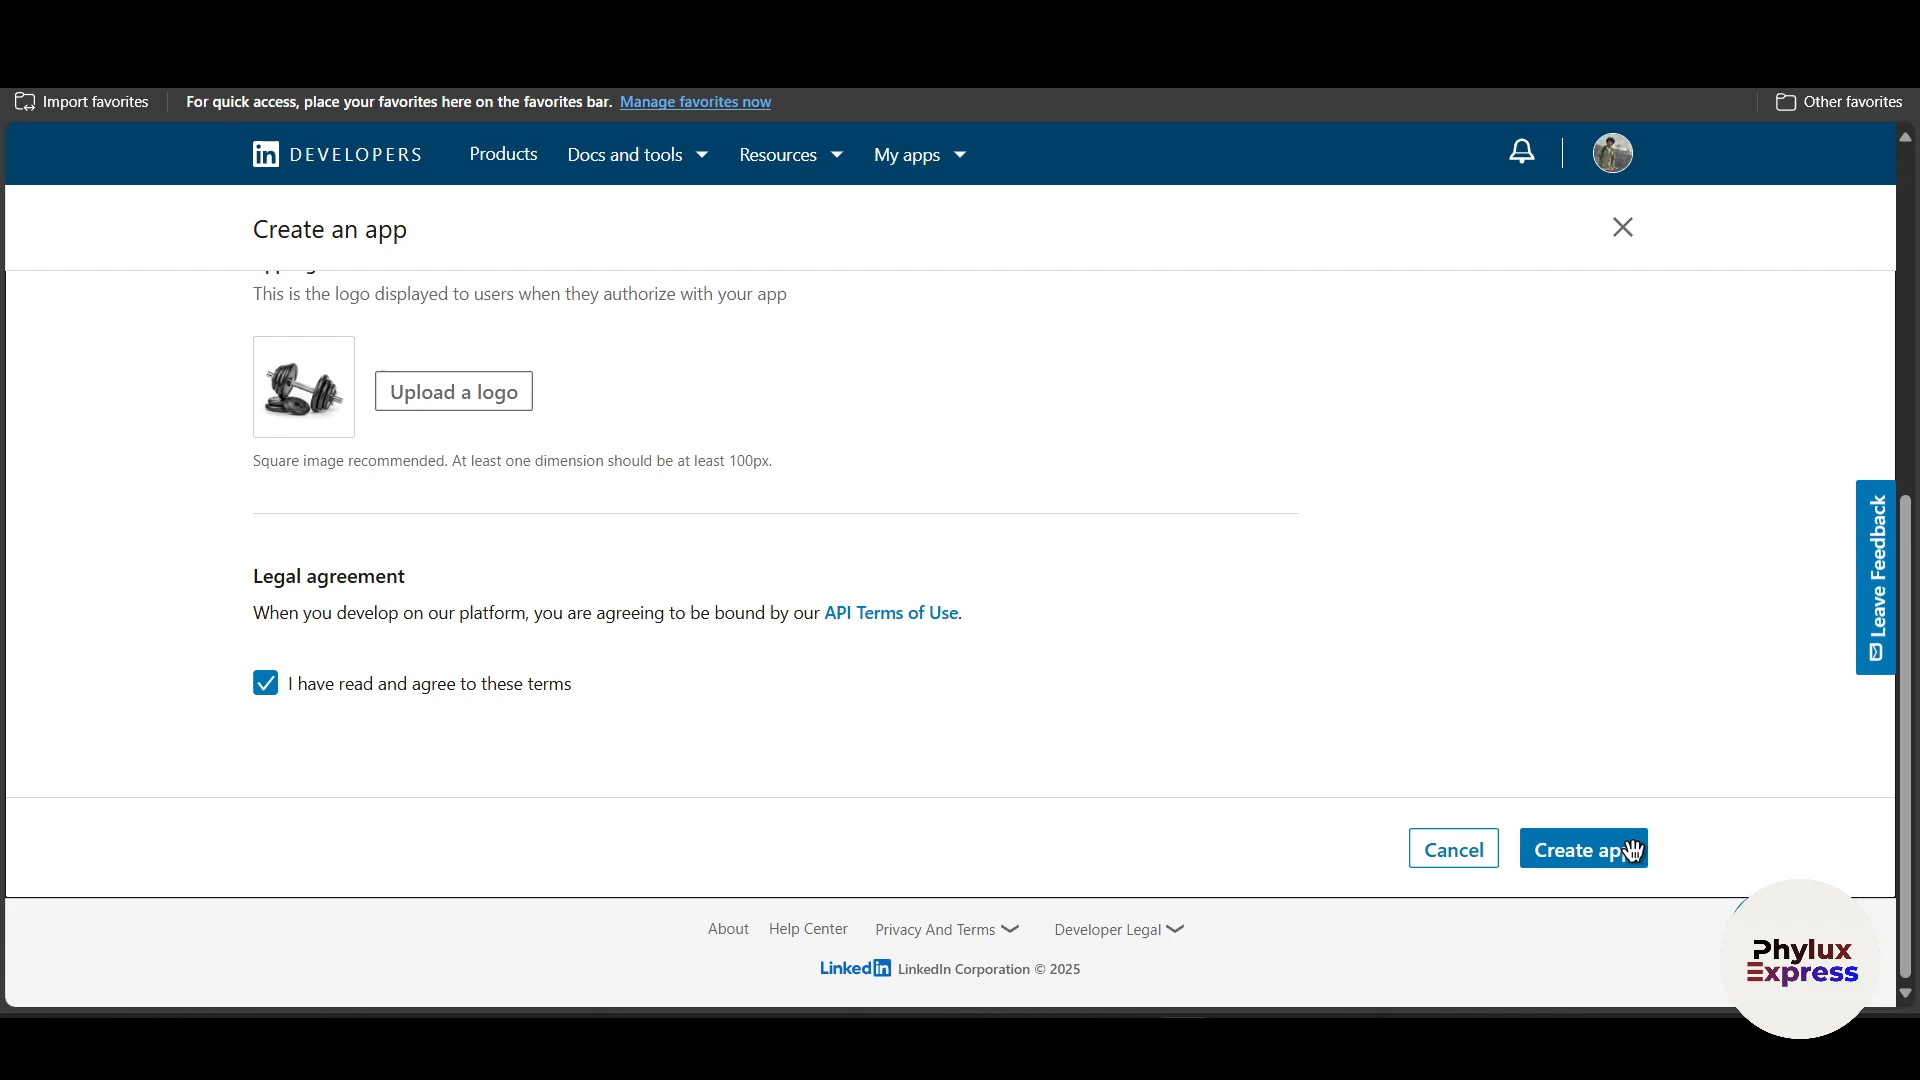 Import favorites
For quick access, place your favorites here on the favorites bar. Manage favorites now
Other favorites
in DEVELOPERS
Products
Docs and tools
Resources
My apps
Create an app
This is the logo displayed to users when they authorize with your app
Upload a logo
Square image recommended. At least one dimension should be at least 100px.
Leave Feedback
Legal agreement
When you develop on our platform, you are agreeing to be bound by our API Terms of Use.
I have read and agree to these terms
Cancel
Create app
About
Help Center
Privacy And Terms
Developer Legal
LinkedIn LinkedIn Corporation © 2025
Phylux
Express